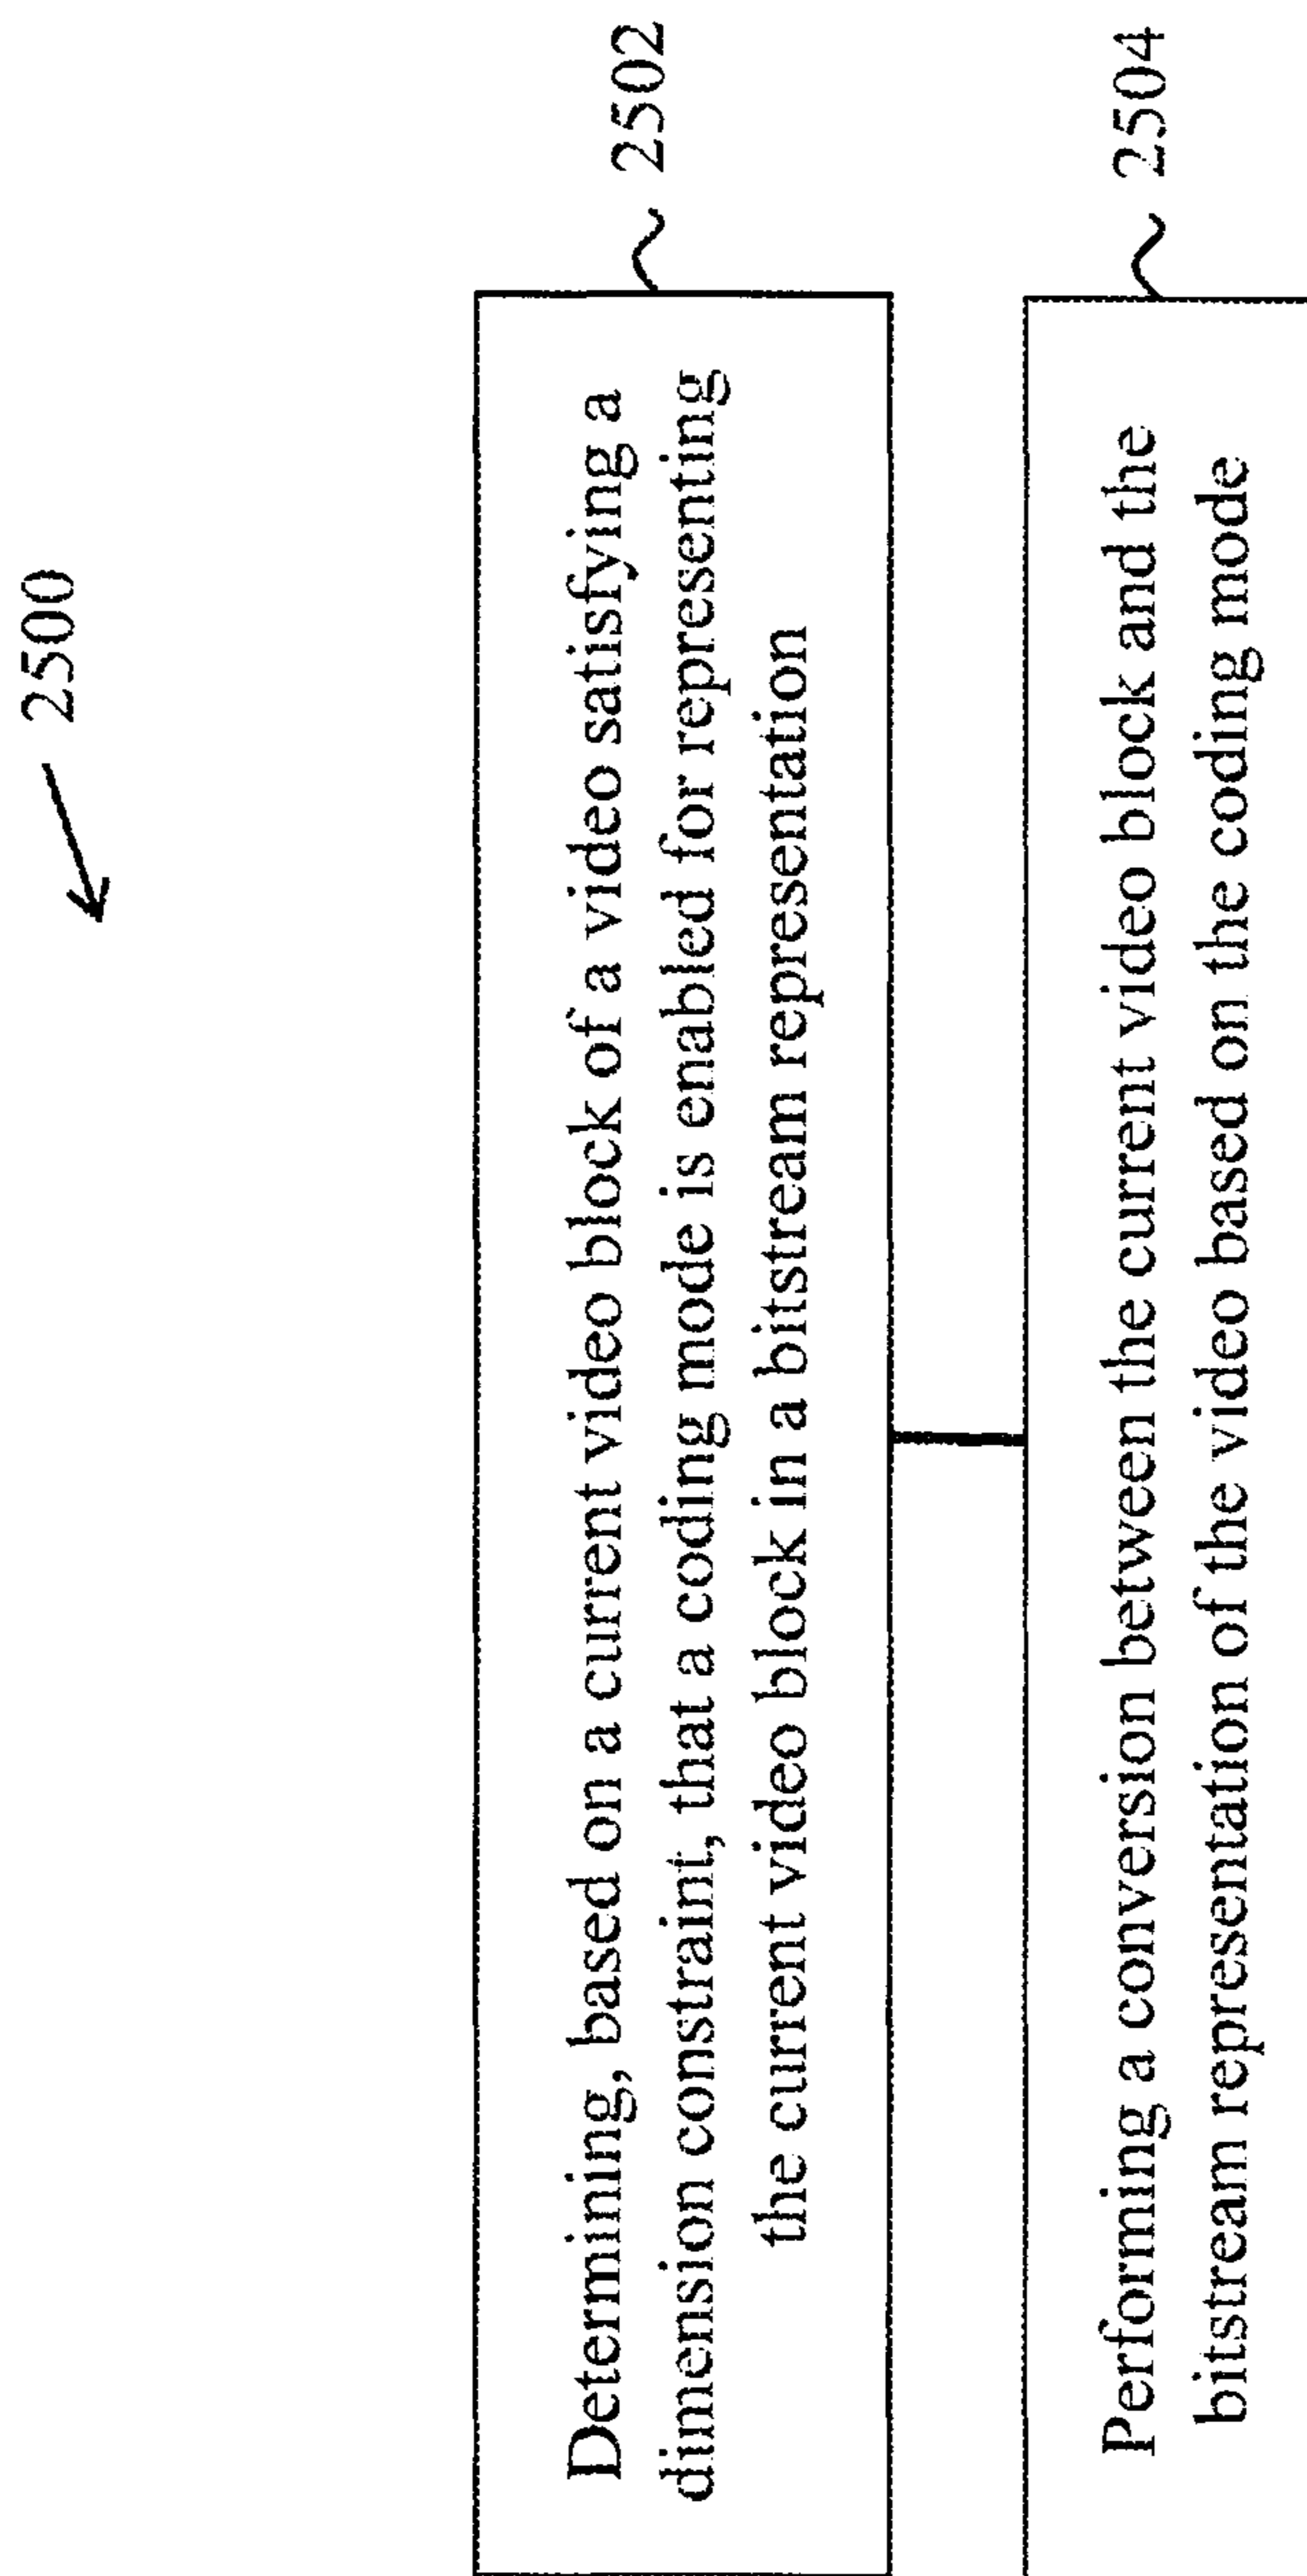 2500
Determining, based on a current video block of a video satisfying a
dimension constraint, that a coding mode is enabled for representing
the current video block in a bitstream representation
2502
Performing a conversion between the current video block and the
bitstream representation of the video based on the coding mode
2504